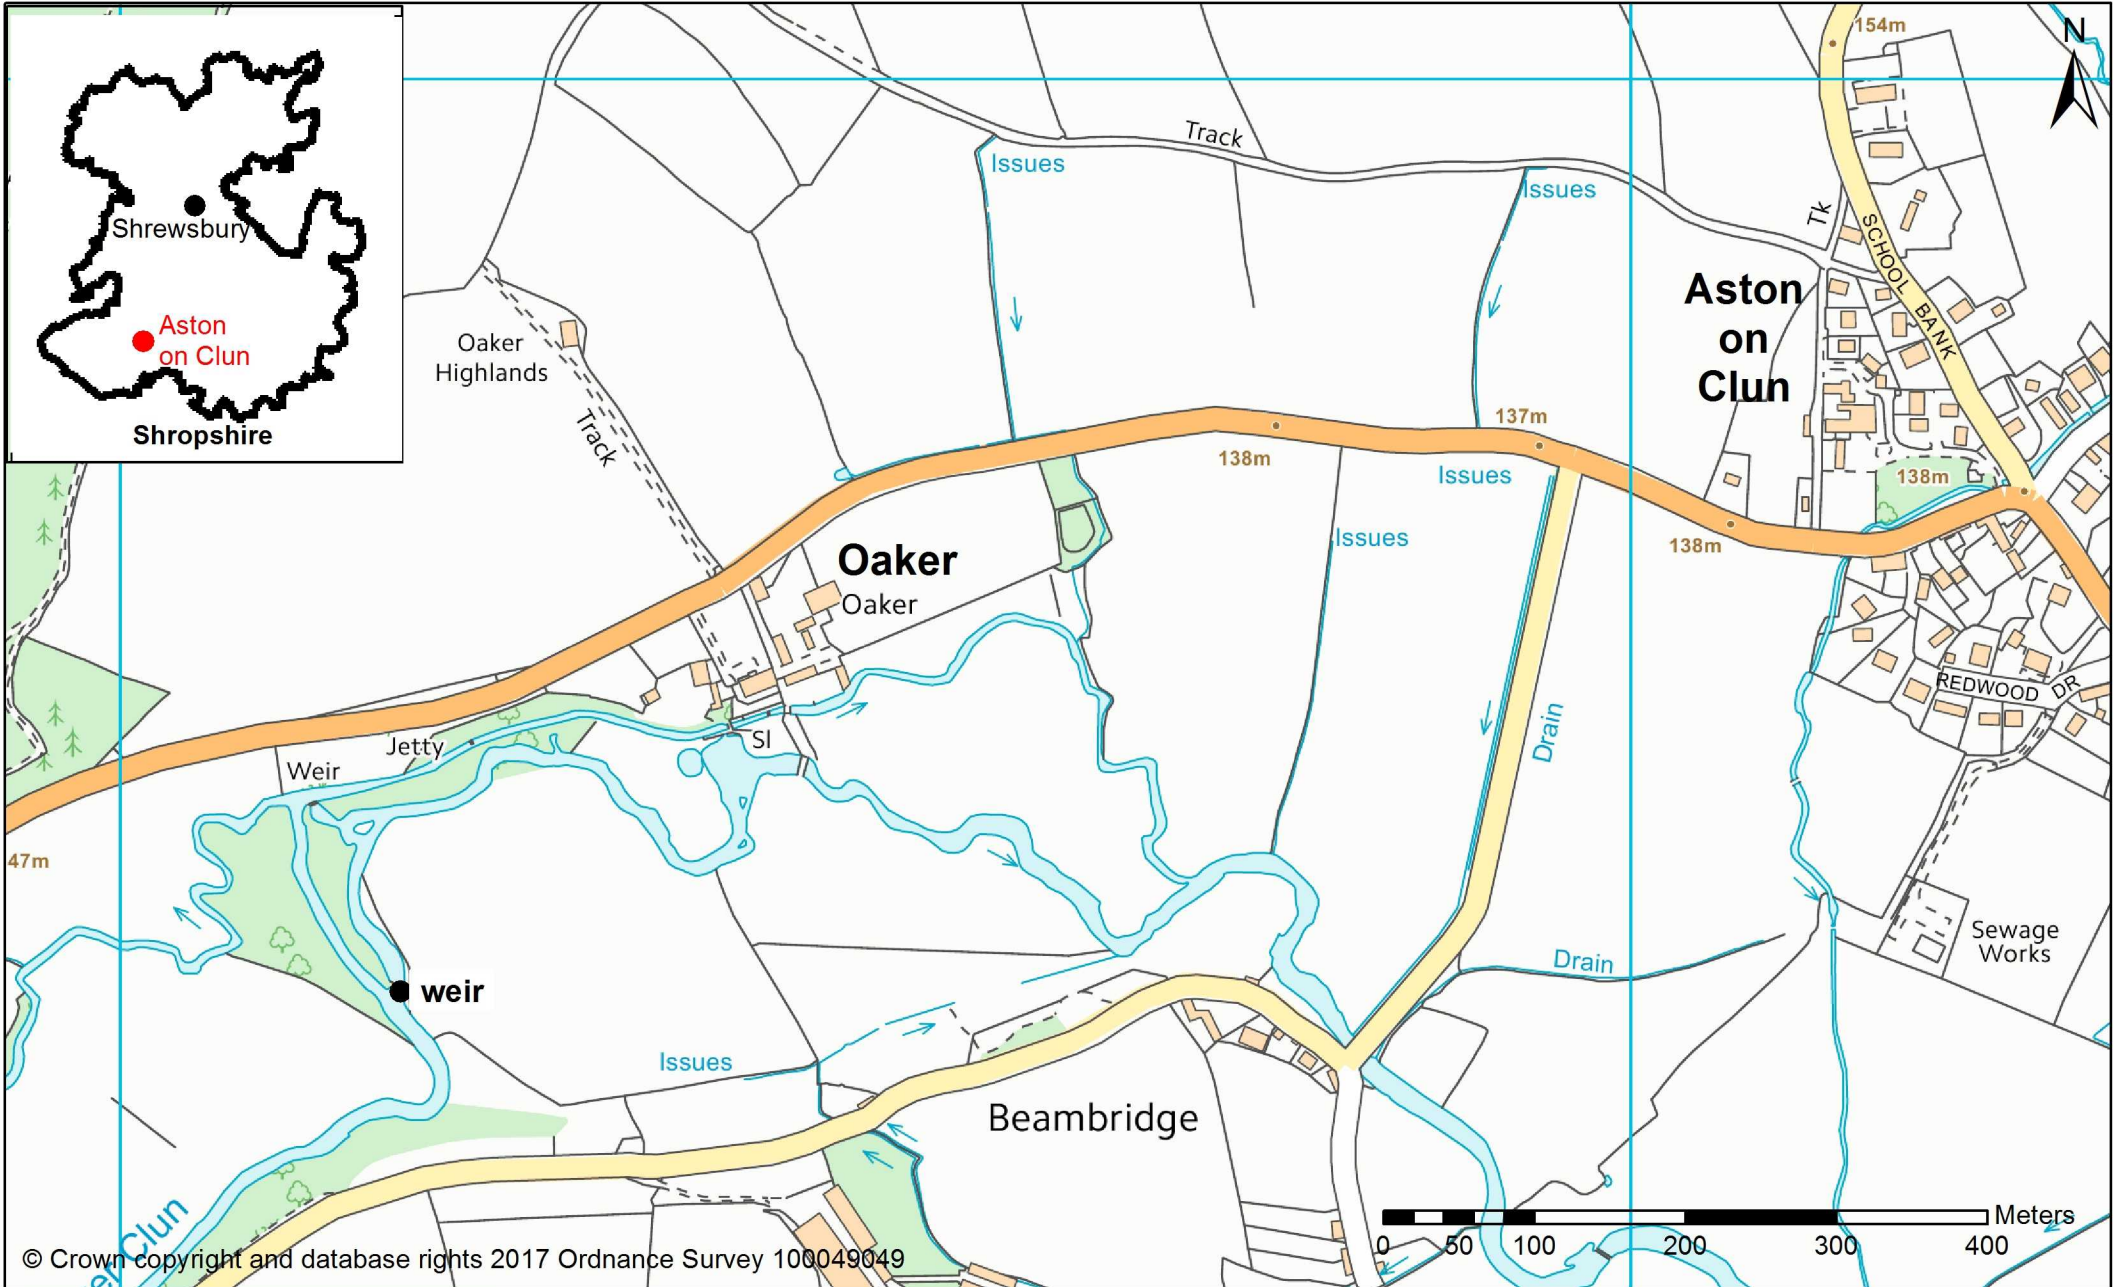 154m
N
Track
Issues
Issues
Tk
SCHOOL BANK
Shrewsbury
Aston
on Clun
Shropshire
Aston
on
Clun
Oaker
Highlands
Track
137m
138m
Issues
138m
138m
Issues
Oaker
Oaker
REDWOOD DR
Jetty
Sl
Drain
Weir
47m
Sewage
Works
Drain
weir
Issues
Beambridge
er Clun
Meters
0 50 100 200 300 400
© Crown copyright and database rights 2017 Ordnance Survey 100049049